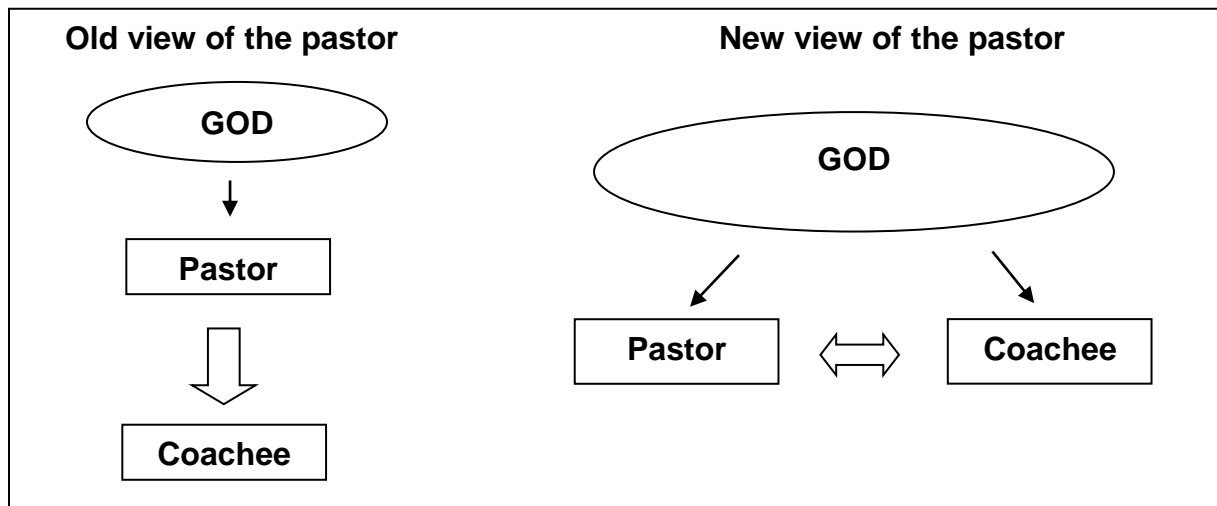 Old view of the pastor
GOD
Pastor
Coachee
New view of the pastor
GOD
Pastor
Coachee